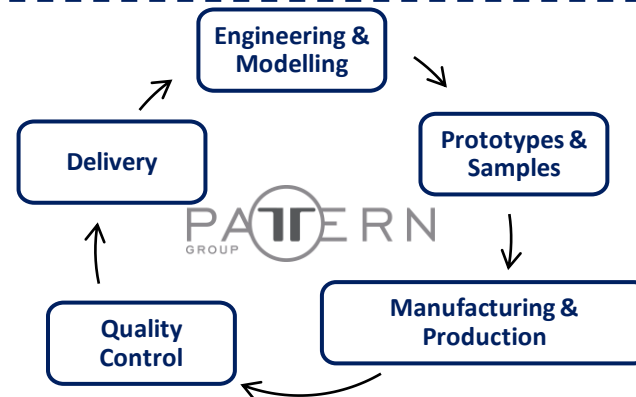 Engineering &
Modelling
Prototypes &
Samples
Delivery
PATTERN
GROUP
Manufacturing &
Production
Quality
Control